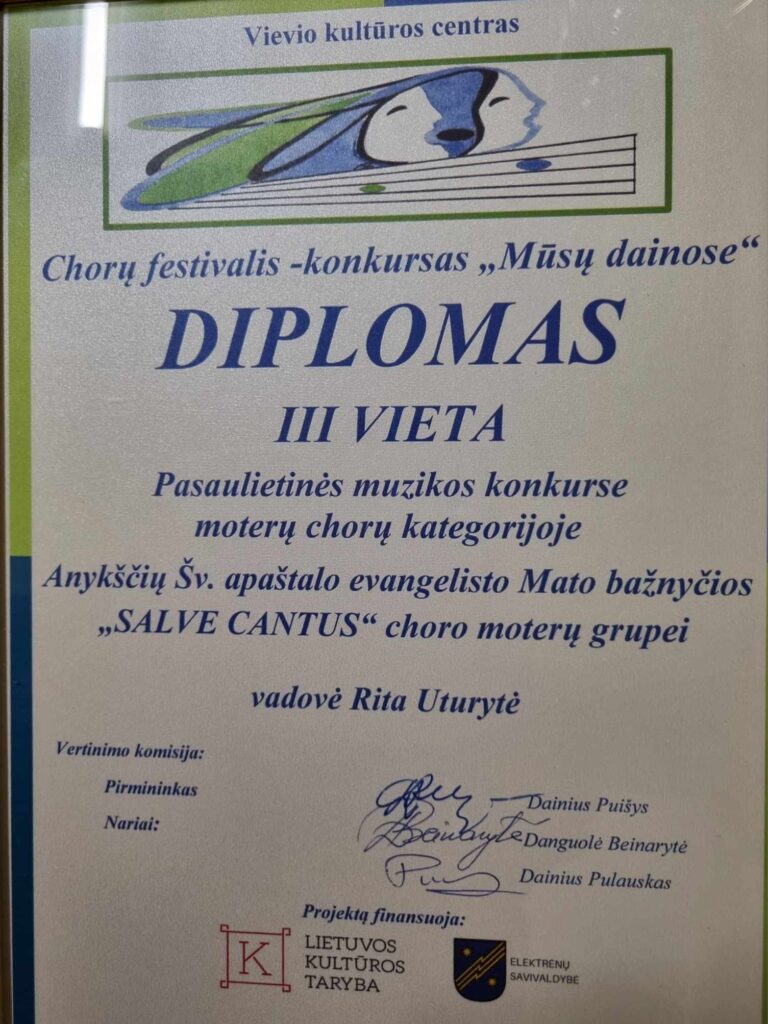 Vievio kultūros centras
Chorų festivalis -konkursas „Mūsų dainose“
DIPLOMAS
III VIETA
Pasaulietinės muzikos konkurse
moterų chorų kategorijoje
Anykščių Šv. apaštalo evangelisto Mato bažnyčios
„SALVE CANTUS“ choro moterų grupei
vadovė Rita Uturytė
Vertinimo komisija:
Pirmininkas
Dainius Puišys
Nariai:
DBeinarytė Danguolė Beinarytė
Dainius Pulauskas
Projektą finansuoja:
K
LIETUVOS
KULTŪROS
TARYBA
ELEKTRĖNŲ
SAVIVALDYBĖ